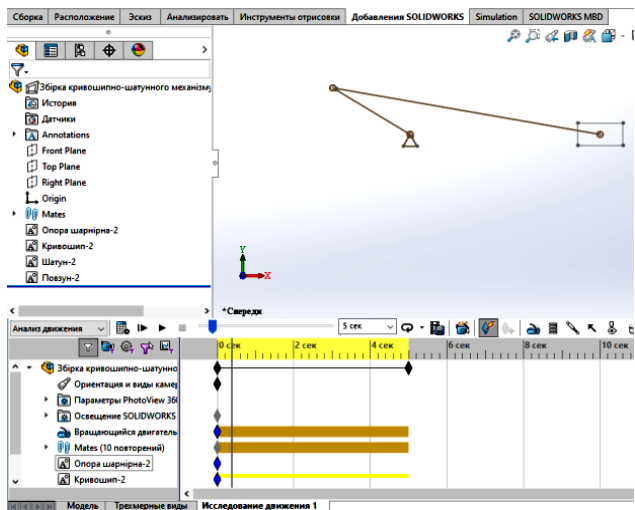 Сборка Расположение Эскиз Анализировать Инструменты отрисовки Добавления SOLIDWORKS Simulation SOLIDWORKS MBD
Збірка кривошипно-шатунного механізму
История
Датчики
Annotations
Front Plane
Top Plane
Right Plane
Origin
Mates
Опора шарнірна-2
Кривошип-2
Шатун-2
Повзун-2
Y
X
*Спереди
Анализ движения
5 сек
0 сек 2 сек 4 сек 6 сек 8 сек 10 сек
Збірка кривошипно-шатунно
Ориентация и виды камер
Параметры PhotoView 36
Освещение SOLIDWORKS
Вращающийся двигатель
Mates (10 повторений)
Опора шарнірна-2
Кривошип-2
Модель Трехмерные виды Исследование движения 1